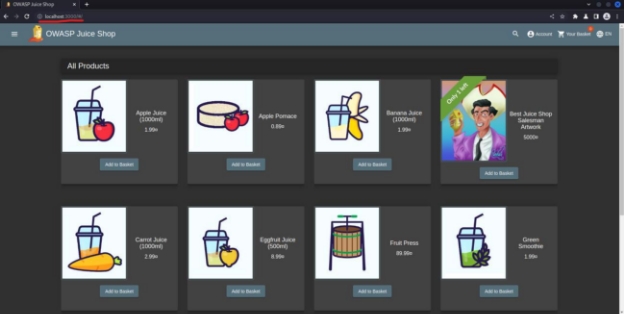 OWASP Juice Shop
localhost:3000/#/
OWASP Juice Shop
Account
Your Basket
EN
All Products
Apple Juice
(1000ml)
1.99¤
Add to Basket
Apple Pomace
0.89¤
Add to Basket
Banana Juice
(1000ml)
1.99¤
Add to Basket
Only 1 left
Best Juice Shop
Salesman
Artwork
5000¤
Add to Basket
Carrot Juice
(1000ml)
2.99¤
Add to Basket
Eggfruit Juice
(500ml)
8.99¤
Add to Basket
Fruit Press
89.99¤
Add to Basket
Green
Smoothie
1.99¤
Add to Basket